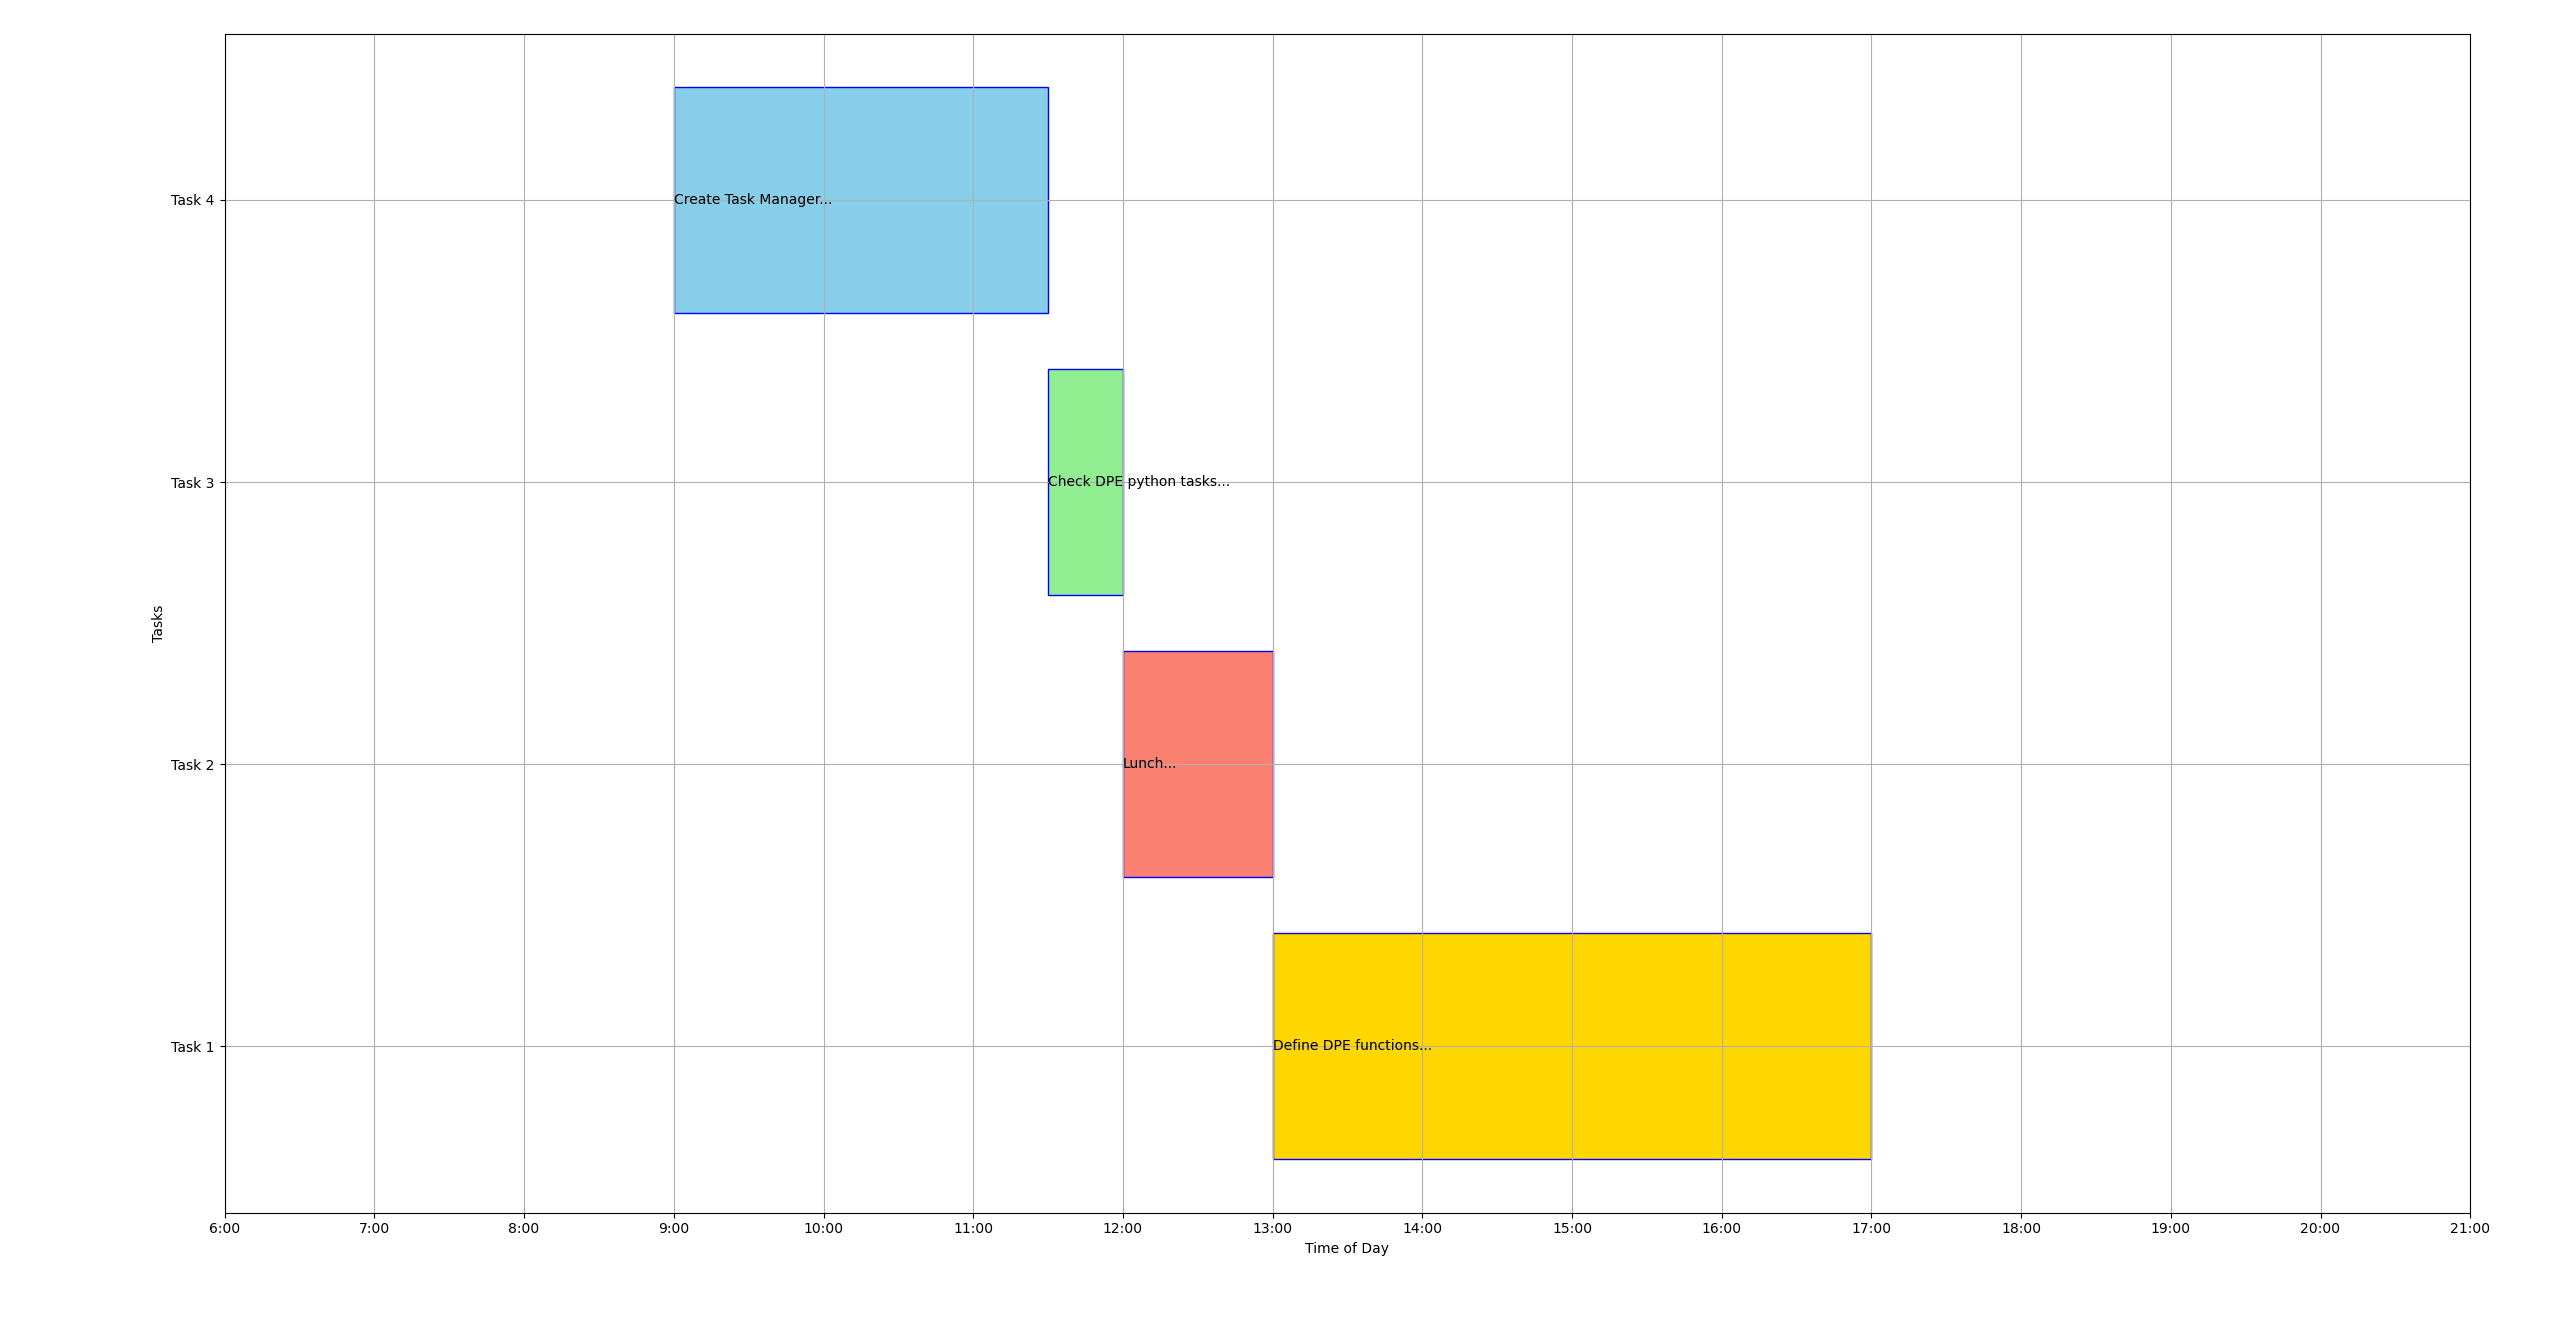 Task 4
Create Task Manager...
Task 3
Check DPE python tasks...
Tasks
Task 2
Lunch...
Task 1
Define DPE functions...
6:00 7:00 8:00 9:00 10:00 11:00 12:00 13:00 14:00 15:00 16:00 17:00 18:00 19:00 20:00 21:00
Time of Day